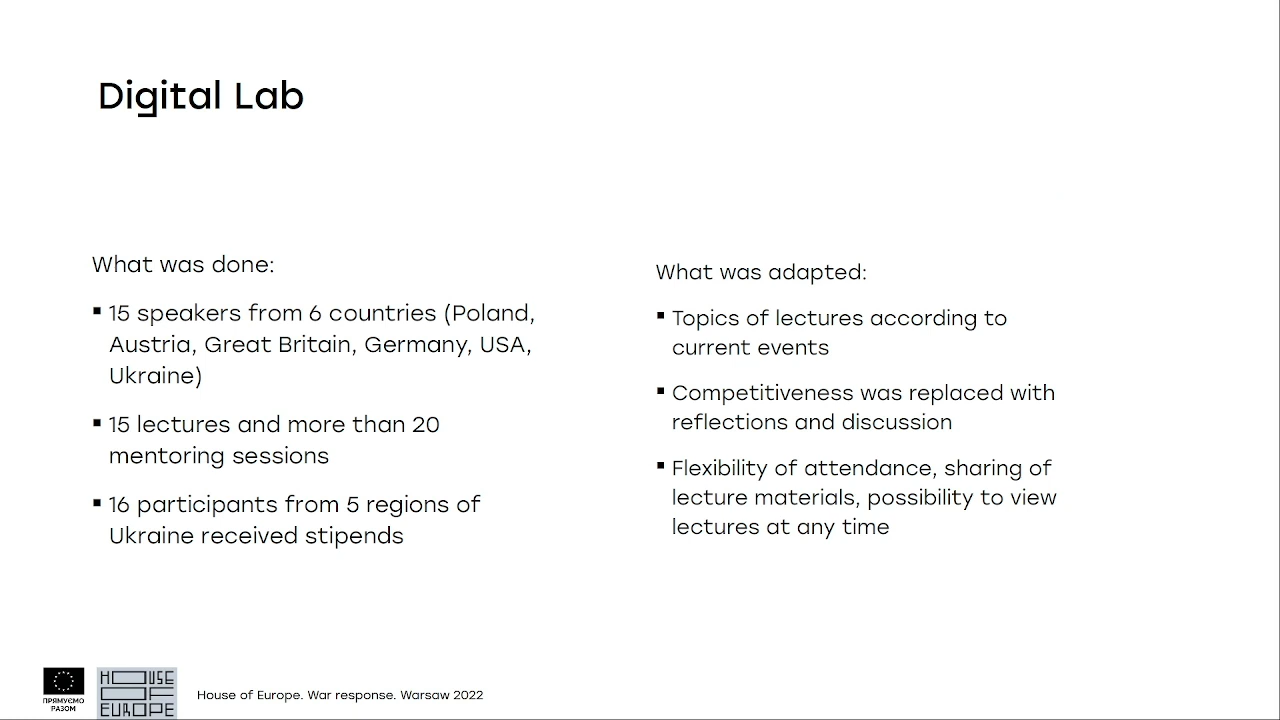 Digital Lab
What was done:
▪ 15 speakers from 6 countries (Poland,
Austria, Great Britain, Germany, USA,
Ukraine)
▪ 15 lectures and more than 20
mentoring sessions
▪ 16 participants from 5 regions of
Ukraine received stipends
What was adapted:
▪ Topics of lectures according to
current events
▪ Competitiveness was replaced with
reflections and discussion
▪ Flexibility of attendance, sharing of
lecture materials, possibility to view
lectures at any time
ПРЯМУЄМО
РАЗОМ
HOUSE
OF
EUROPE
House of Europe. War response. Warsaw 2022